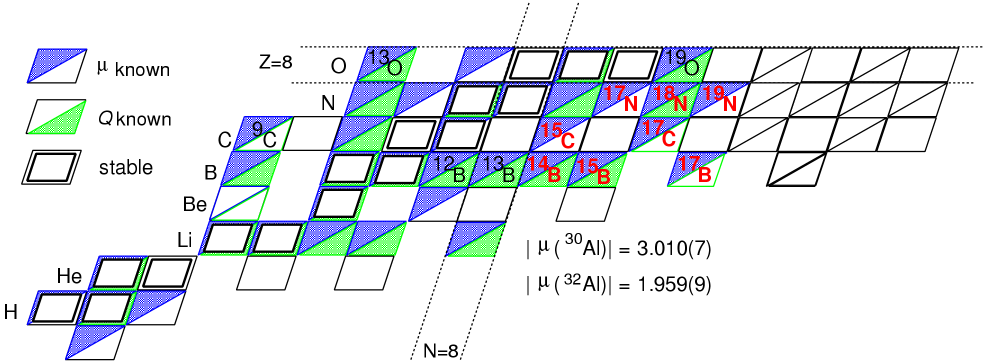 μ known
Q known
stable
Z=8
O
13O
19O
N
17N
18N
19N
C
9C
15C
17C
B
12B
13B
14B
15B
17B
Be
Li
He
H
N=8
| μ (30Al)| = 3.010(7)
| μ (32Al)| = 1.959(9)